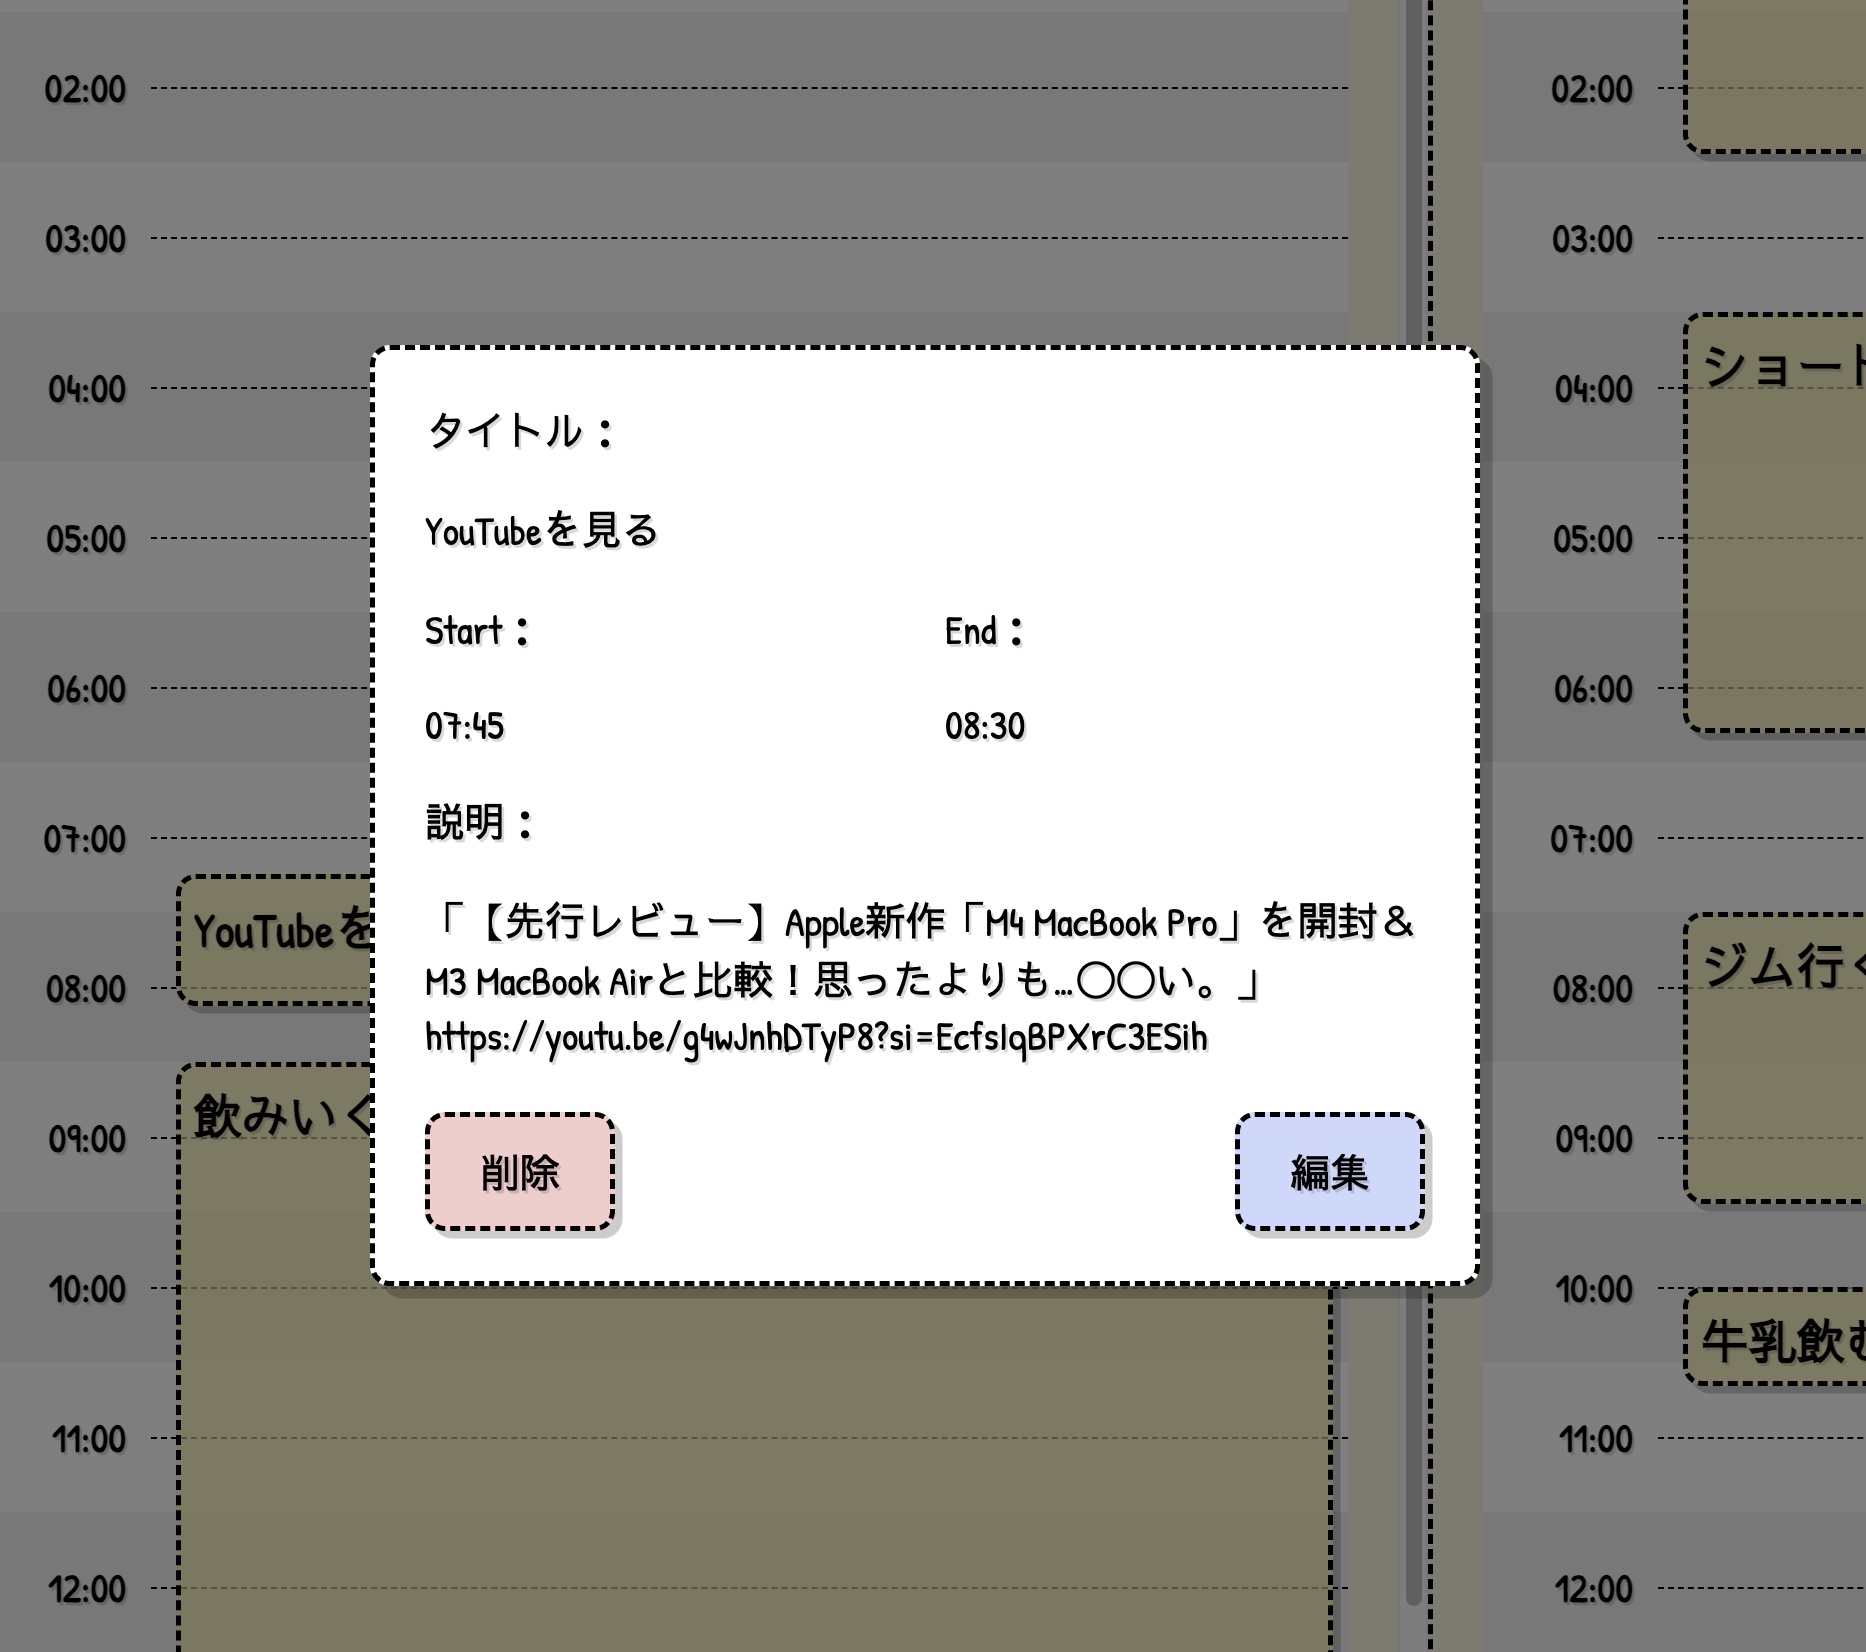 02:00
03:00
04:00
05:00
06:00
07:00
YouTubeを
08:00
飲みいく
09:00
10:00
11:00
12:00
タイトル：
YouTubeを見る
Start： End：
07:45 08:30
説明：
「【先行レビュー】Apple新作「M4 MacBook Pro」を開封＆
M3 MacBook Airと比較！思ったよりも…〇〇い。」
https://youtu.be/g4wJnhDTyP8?si=EcfsIqBPXrC3ESih
削除 編集
02:00
03:00
ショート
04:00
05:00
06:00
07:00
ジム行く
08:00
09:00
10:00
牛乳飲む
11:00
12:00